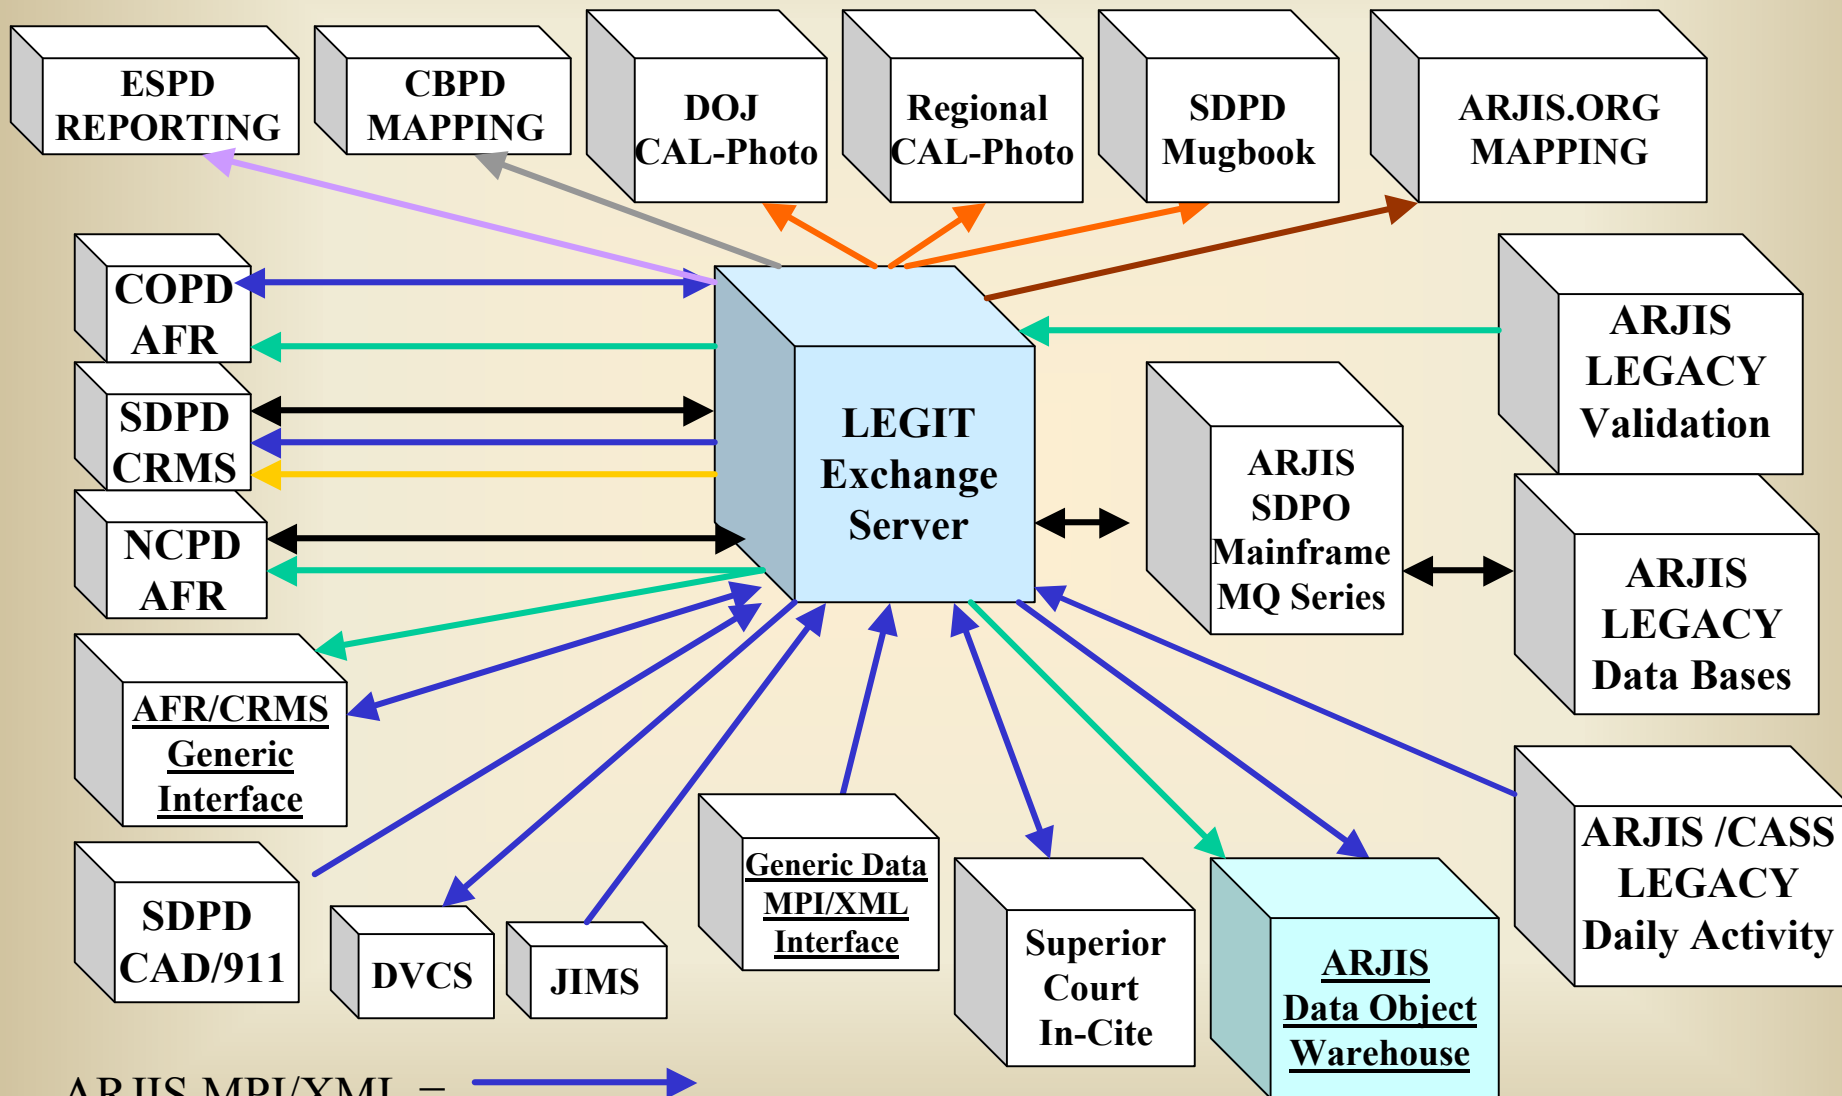 ESPD
REPORTING
CBPD
MAPPING
DOJ
CAL-Photo
Regional
CAL-Photo
SDPD
Mugbook
ARJIS.ORG
MAPPING
COPD
AFR
SDPD
CRMS
NCPD
AFR
LEGIT
Exchange
Server
ARJIS
LEGACY
Validation
ARJIS
SDPO
Mainframe
MQ Series
ARJIS
LEGACY
Data Bases
AFR/CRMS
Generic
Interface
SDPD
CAD/911
DVCS
JIMS
Generic Data
MPI/XML
Interface
Superior
Court
In-Cite
ARJIS
Data Object
Warehouse
ARJIS /CASS
LEGACY
Daily Activity
ARJIS MPI/XML =